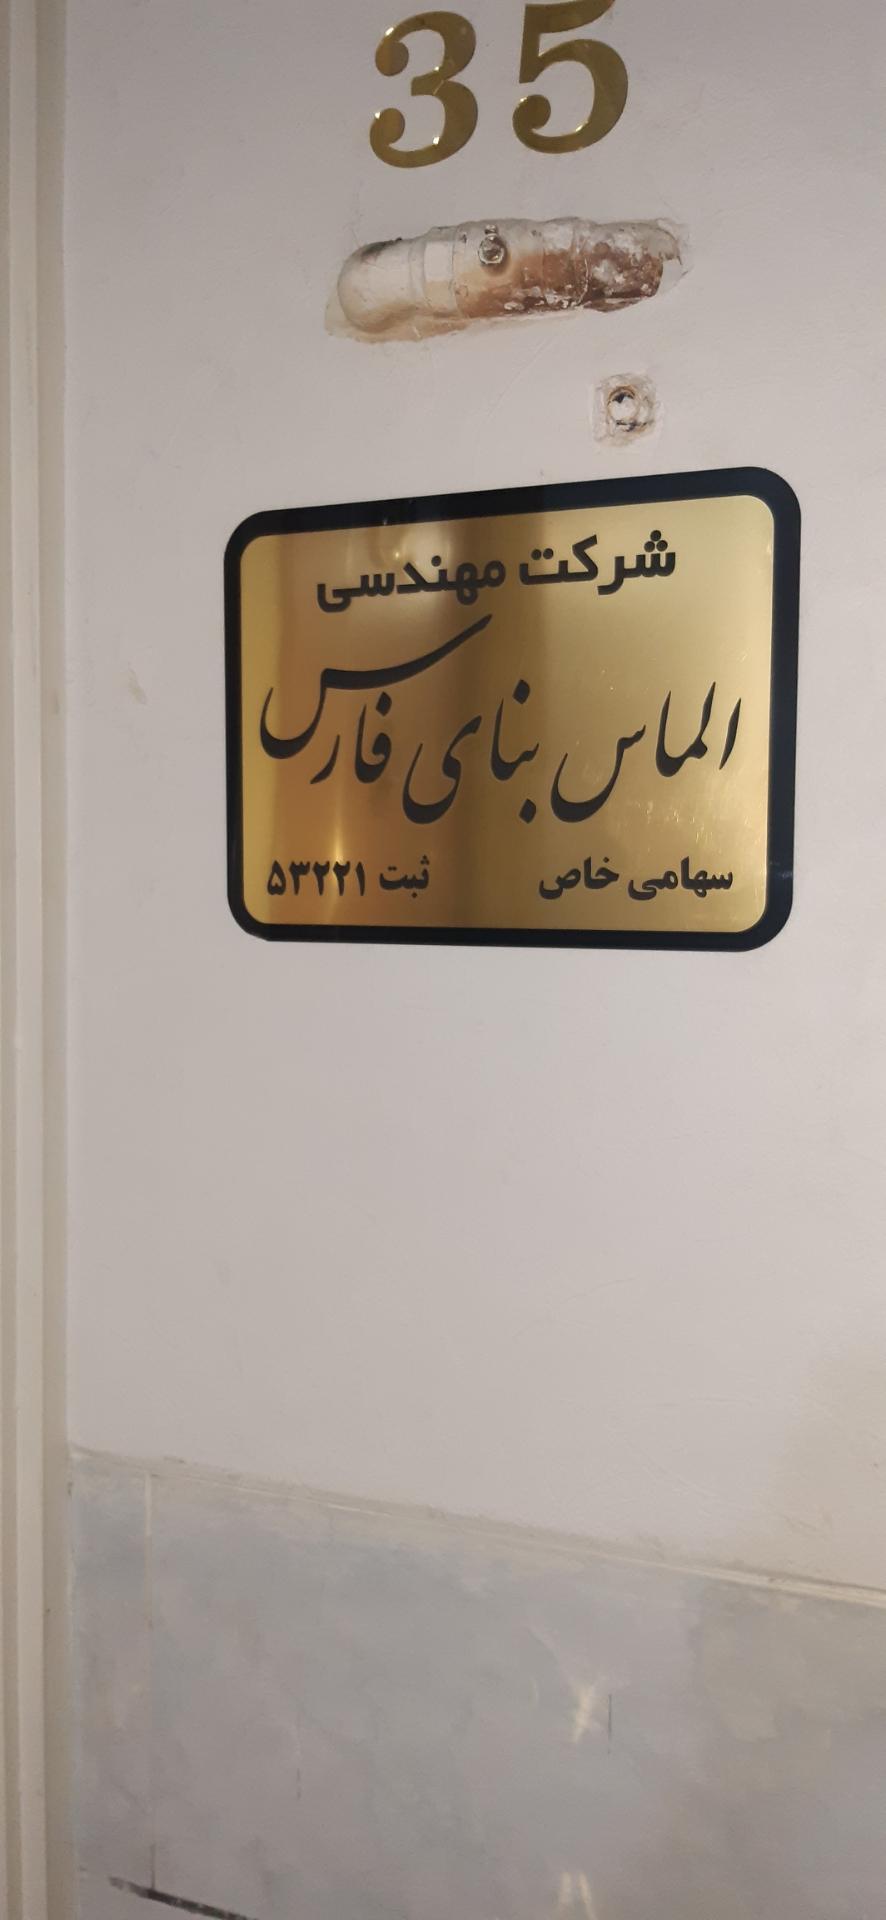 35
شرکت مهندسی
الماس بنای فارس
سهامی خاص ثبت ۵۳۲۲۱